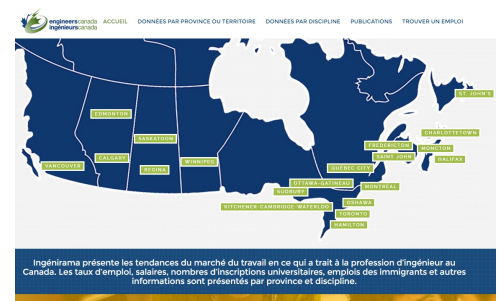 engineerscanada
ingénieurscanada
ACCUEIL DONNÉES PAR PROVINCE OU TERRITOIRE DONNÉES PAR DISCIPLINE PUBLICATIONS TROUVER UN EMPLOI
ST. JOHN'S
EDMONTON
CHARLOTTETOWN
SASKATOON
FREDERICTON
MONCTON
CALGARY
SAINT JOHN
HALIFAX
WINNIPEG
VANCOUVER
REGINA
QUÉBEC CITY
OTTAWA-GATINEAU
MONTREAL
SUDBURY
OSHAWA
KITCHENER-CAMBRIDGE-WATERLOO
TORONTO
HAMILTON
Ingénirama présente les tendances du marché du travail en ce qui a trait à la profession d'ingénieur au
Canada. Les taux d'emploi, salaires, nombres d'inscriptions universitaires, emplois des immigrants et autres
informations sont présentés par province et discipline.